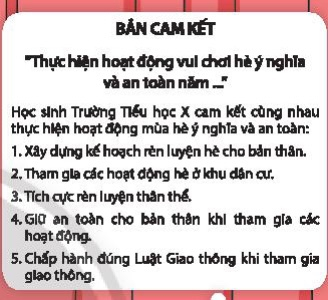 BẢN CAM KẾT
"Thực hiện hoạt động vui chơi hè ý nghĩa
và an toàn năm ..."
Học sinh Trường Tiểu học X cam kết cùng nhau
thực hiện hoạt động mùa hè ý nghĩa và an toàn:
1. Xây dựng kế hoạch rèn luyện hè cho bản thân.
2. Tham gia các hoạt động hè ở khu dân cư.
3. Tích cực rèn luyện thân thể.
4. Giữ an toàn cho bản thân khi tham gia các
hoạt động.
5. Chấp hành đúng Luật Giao thông khi tham gia
giao thông.